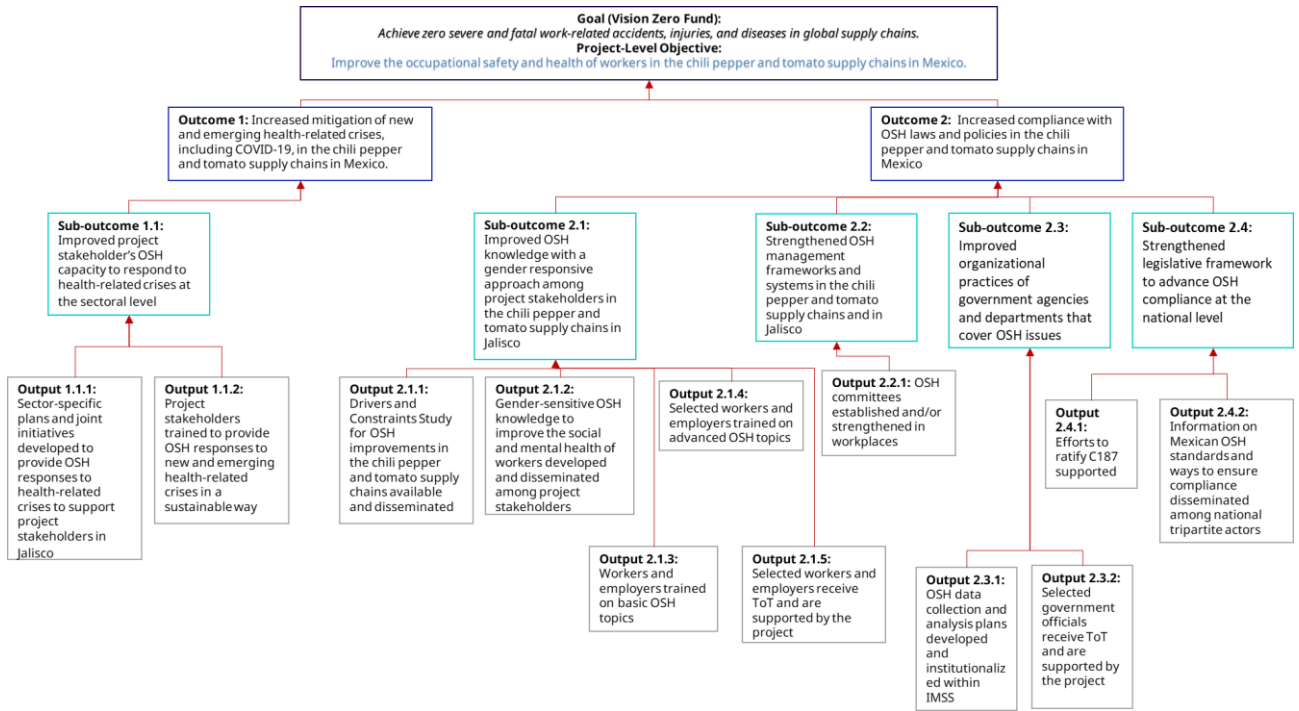 Goal (Vision Zero Fund):
Achieve zero severe and fatal work-related accidents, injuries, and diseases in global supply chains.
Project-Level Objective:
Improve the occupational safety and health of workers in the chili pepper and tomato supply chains in Mexico.
Outcome 1: Increased mitigation of new
and emerging health-related crises,
including COVID-19, in the chili pepper
and tomato supply chains in Mexico.
Outcome 2: Increased compliance with
OSH laws and policies in the chili
pepper and tomato supply chains in
Mexico
Sub-outcome 1.1:
Improved project
stakeholder's OSH
capacity to respond to
health-related crises at
the sectoral level
Sub-outcome 2.1:
Improved OSH
knowledge with a
gender responsive
approach among
project stakeholders in
the chili pepper and
tomato supply chains in
Jalisco
Sub-outcome 2.2:
Strengthened OSH
management
frameworks and
systems in the chili
pepper and tomato
supply chains and in
Jalisco
Sub-outcome 2.3:
Improved
organizational
practices of
government agencies
and departments that
cover OSH issues
Sub-outcome 2.4:
Strengthened
legislative framework
to advance OSH
compliance at the
national level
Output 1.1.1:
Sector-specific
plans and joint
initiatives
developed to
provide OSH
responses to
health-related
crises to support
project
stakeholders in
Jalisco
Output 1.1.2:
Project
stakeholders
trained to provide
OSH responses to
new and emerging
health-related
crises in a
sustainable way
Output 2.1.1:
Drivers and
Constraints Study
for OSH
improvements in
the chili pepper
and tomato supply
chains available
and disseminated
Output 2.1.2:
Gender-sensitive OSH
knowledge to
improve the social
and mental health of
workers developed
and disseminated
among project
stakeholders
Output 2.1.4:
Selected workers and
employers trained on
advanced OSH topics
Output 2.2.1: OSH
committees
established and/or
strengthened in
workplaces
Output
2.4.1:
Efforts to
ratify C187
supported
Output 2.4.2:
Information on
Mexican OSH
standards and
ways to ensure
compliance
disseminated
among national
tripartite actors
Output 2.1.3:
Workers and
employers trained
on basic OSH
topics
Output 2.1.5:
Selected workers and
employers receive
ToT and are
supported by the
project
Output 2.3.1:
OSH data
collection and
analysis plans
developed
and
institutionaliz
ed within
IMSS
Output 2.3.2:
Selected
government
officials
receive ToT
and are
supported by
the project